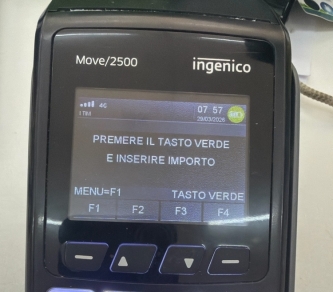 Move/2500 ingenico
4G 07 57
I TIM
PREMERE IL TASTO VERDE
E INSERIRE IMPORTO
MENU=F1 TASTO VERDE
F1 F2 F3 F4